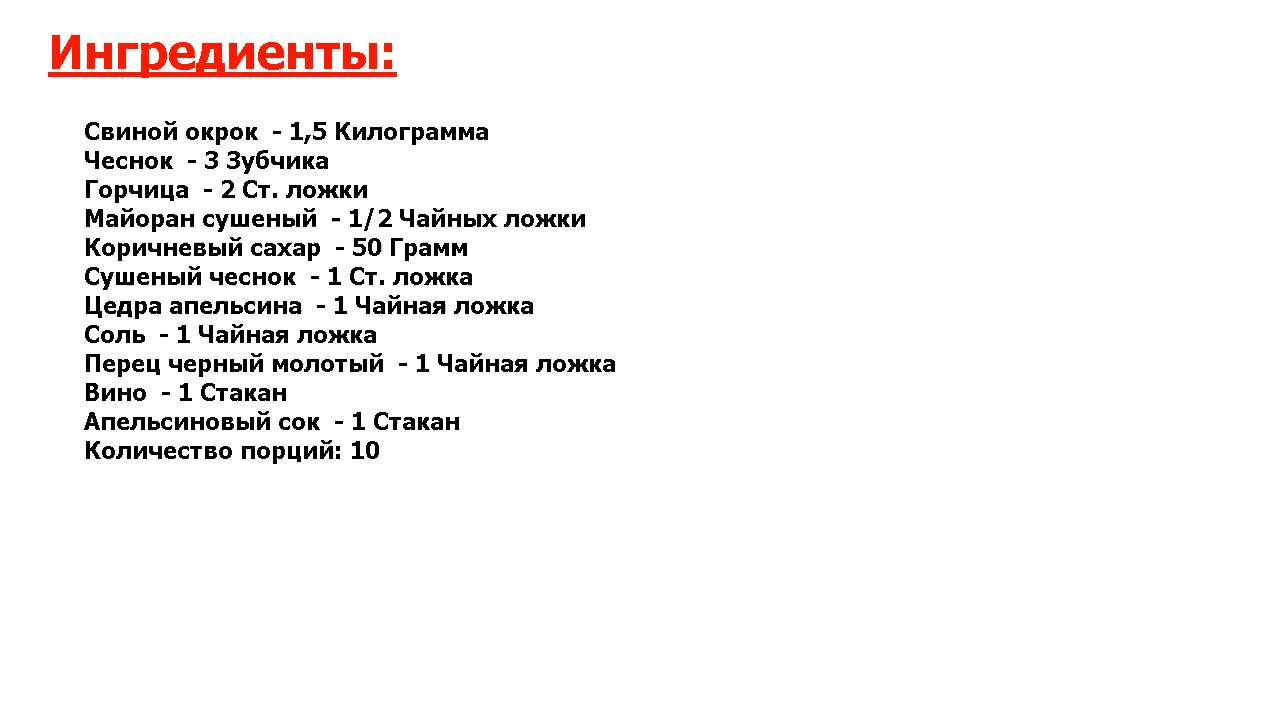 Ингредиенты:
Свиной окрок  - 1,5 Килограмма
Чеснок  - 3 Зубчика
Горчица  - 2 Ст. ложки
Майоран сушеный  - 1/2 Чайных ложки
Коричневый сахар  - 50 Грамм
Сушеный чеснок  - 1 Ст. ложка
Цедра апельсина  - 1 Чайная ложка
Соль  - 1 Чайная ложка
Перец черный молотый  - 1 Чайная ложка
Вино  - 1 Стакан
Апельсиновый сок  - 1 Стакан
Количество порций: 10